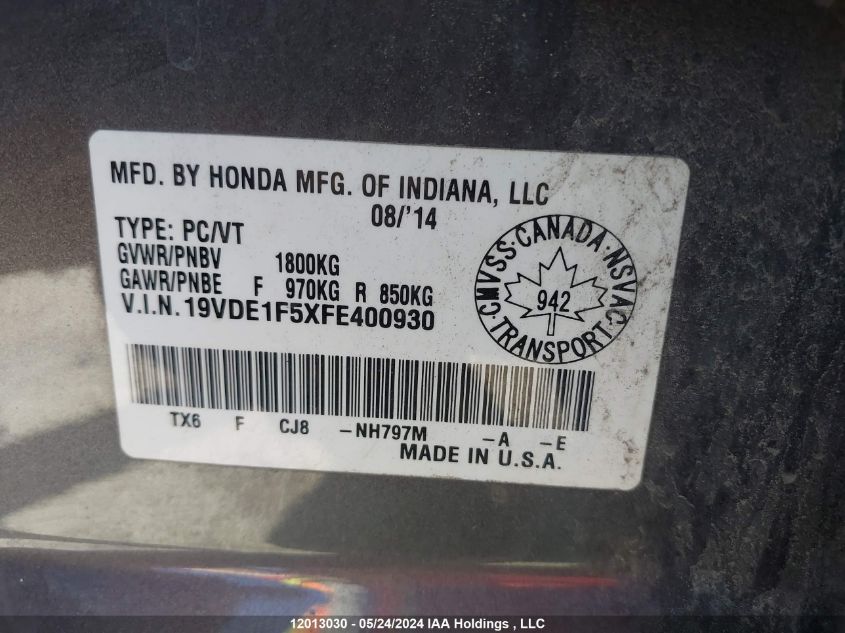 MFD. BY HONDA MFG. OF INDIANA, LLC
08/'14
TYPE: PC/VT
GVWR/PNBV 1800KG
GAWR/PNBE F 970KG R 850KG
V.I.N. 19VDE1F5XFE400930
CMVSS·CANADA·NSVAC·TRANSPORT·
942
TX6 F CJ8 -NH797M -A -E
MADE IN U.S.A.
12013030 - 05/24/2024 IAA Holdings , LLC